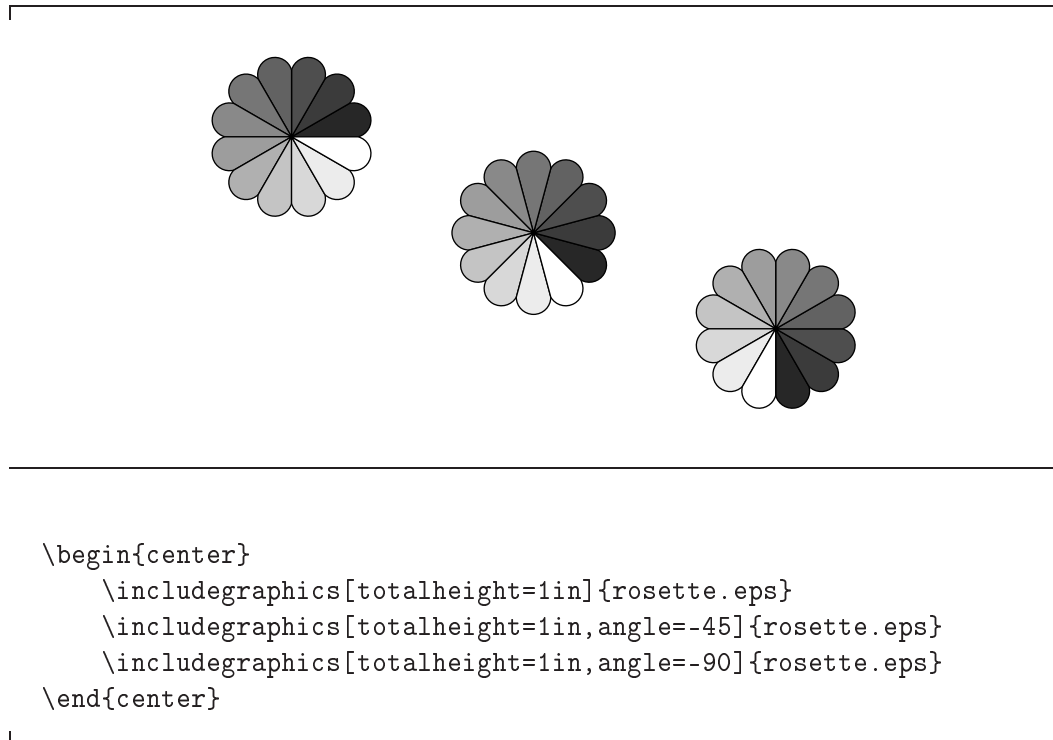 \begin{center}
    \includegraphics[totalheight=1in]{rosette.eps}
    \includegraphics[totalheight=1in,angle=-45]{rosette.eps}
    \includegraphics[totalheight=1in,angle=-90]{rosette.eps}
\end{center}